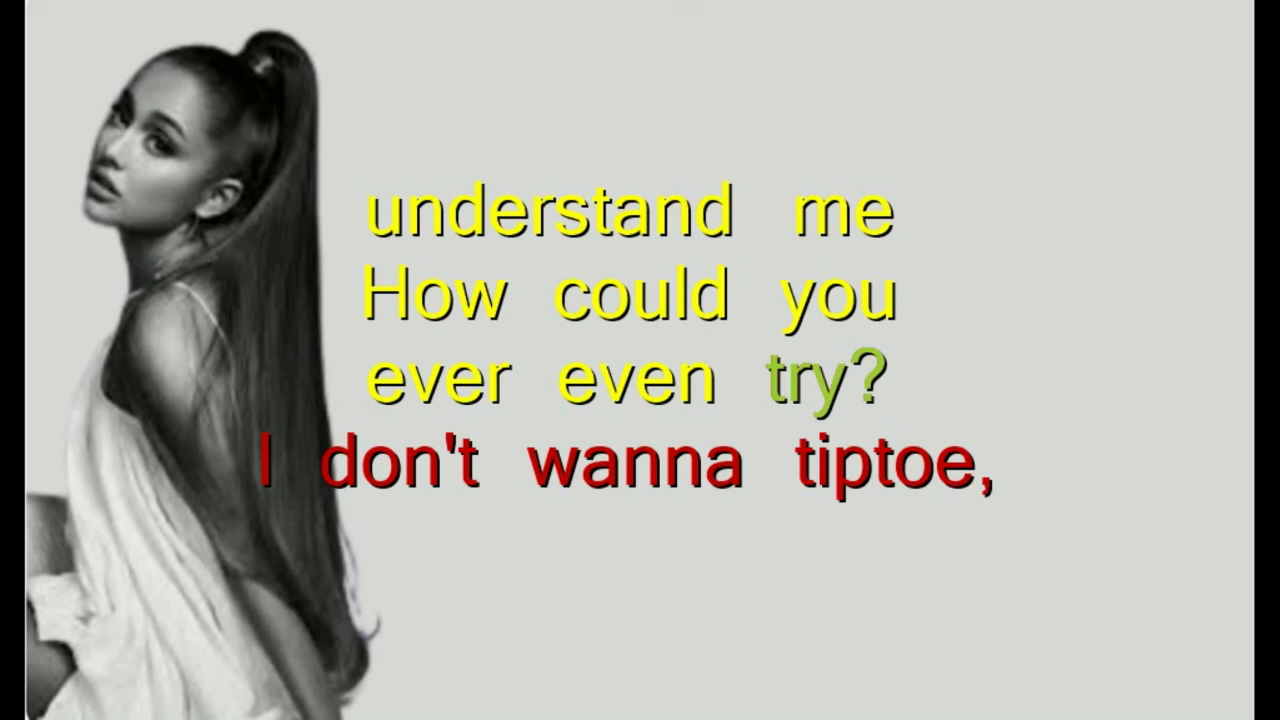 understand me
How could you
ever even try?
I don't wanna tiptoe,